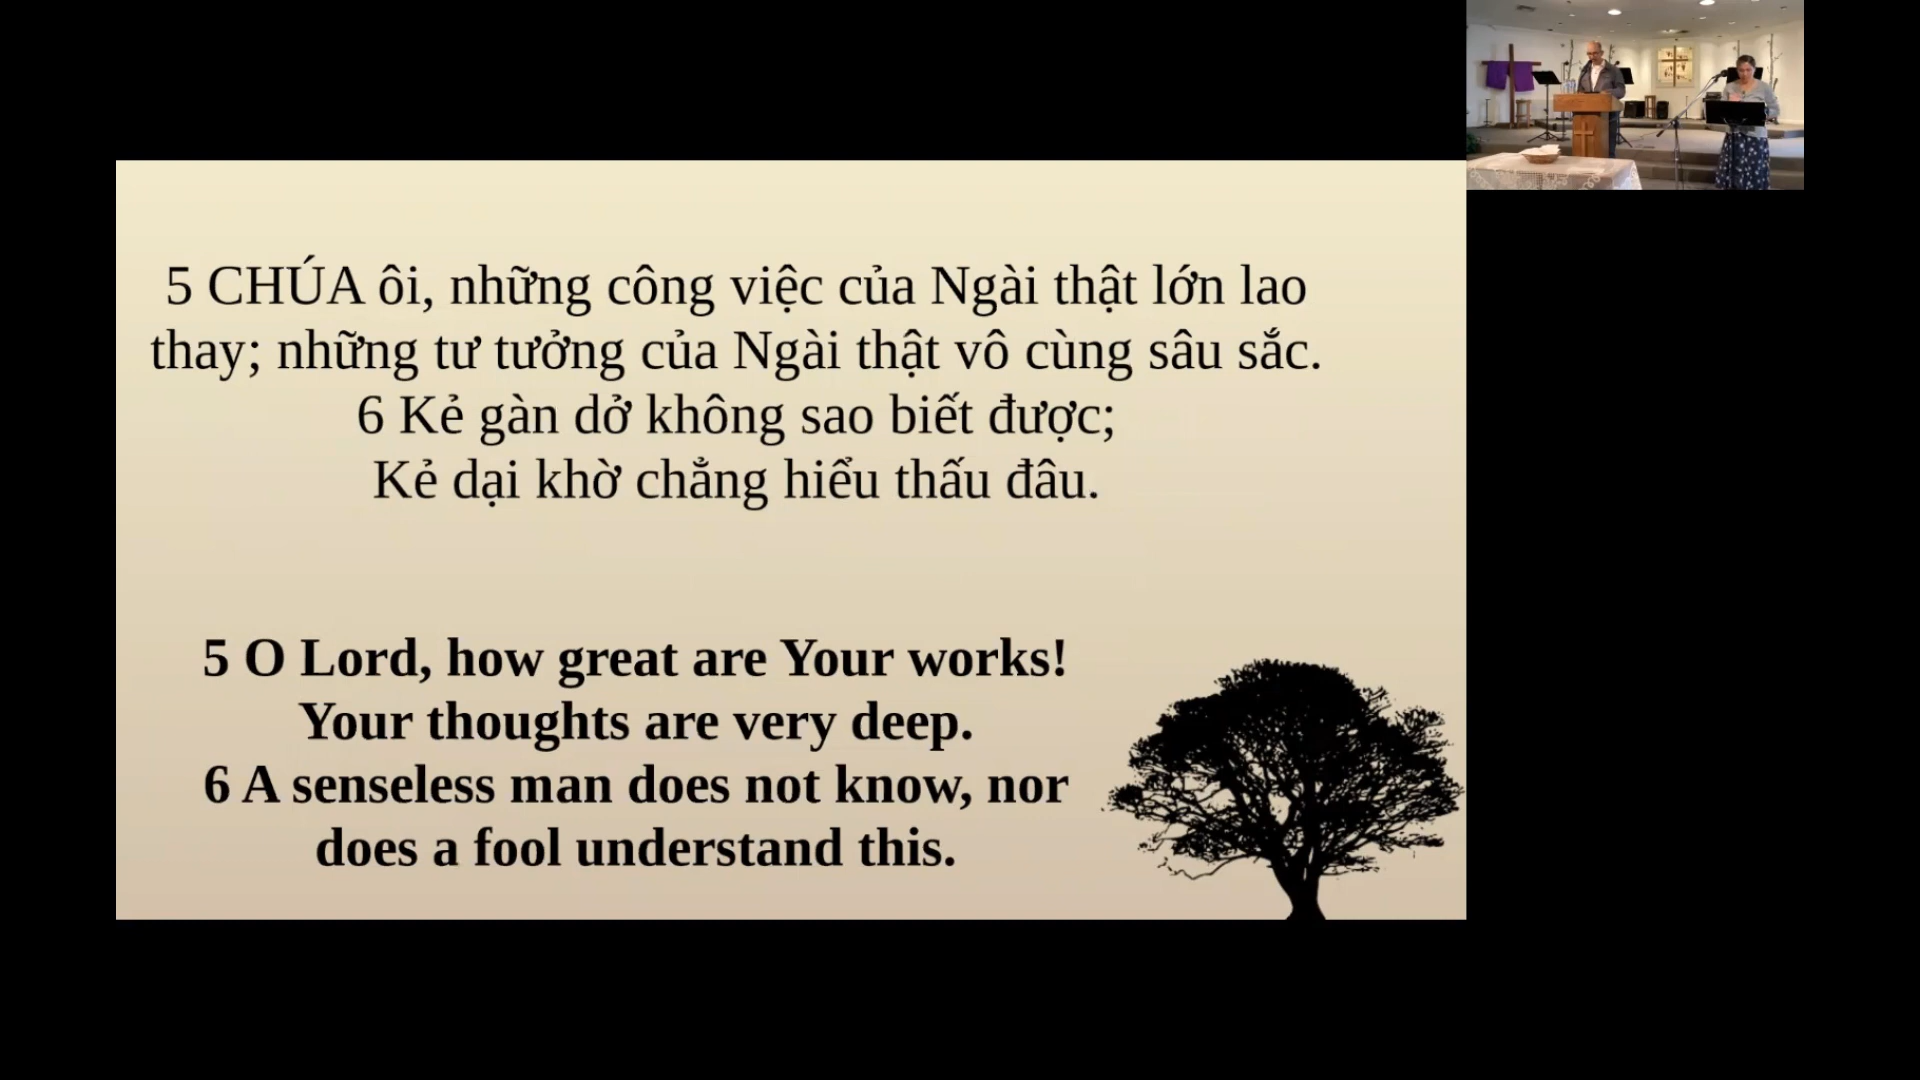 5 CHÚA ôi, những công việc của Ngài thật lớn lao
thay; những tư tưởng của Ngài thật vô cùng sâu sắc.
6 Kẻ gàn dở không sao biết được;
Kẻ dại khờ chẳng hiểu thấu đâu.
5 O Lord, how great are Your works!
Your thoughts are very deep.
6 A senseless man does not know, nor
does a fool understand this.